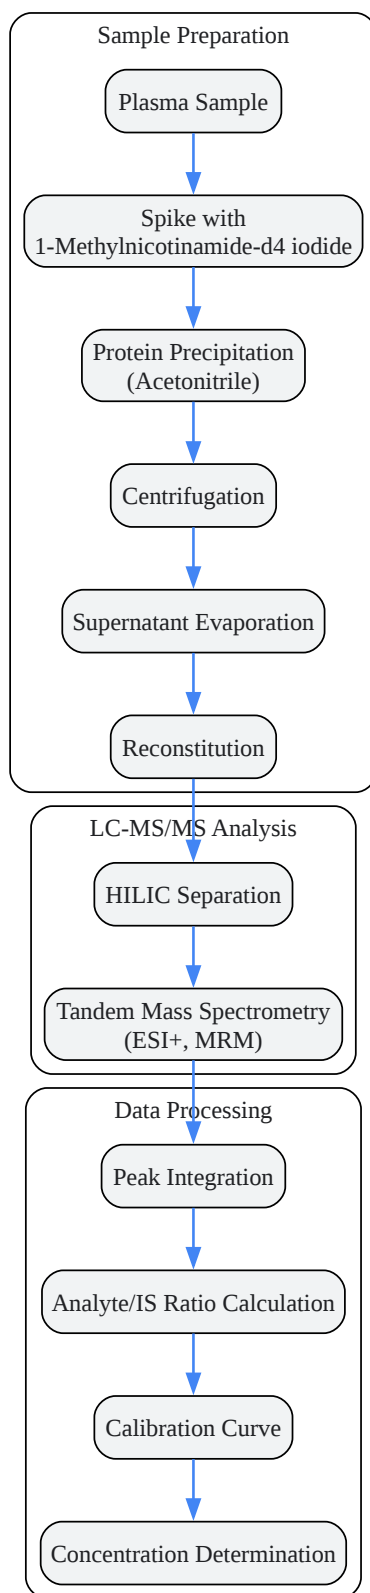 Sample Preparation
Plasma Sample
Spike with
1-Methylnicotinamide-d4 iodide
Protein Precipitation
(Acetonitrile)
Centrifugation
Supernatant Evaporation
Reconstitution
LC-MS/MS Analysis
HILIC Separation
Tandem Mass Spectrometry
(ESI+, MRM)
Data Processing
Peak Integration
Analyte/IS Ratio Calculation
Calibration Curve
Concentration Determination